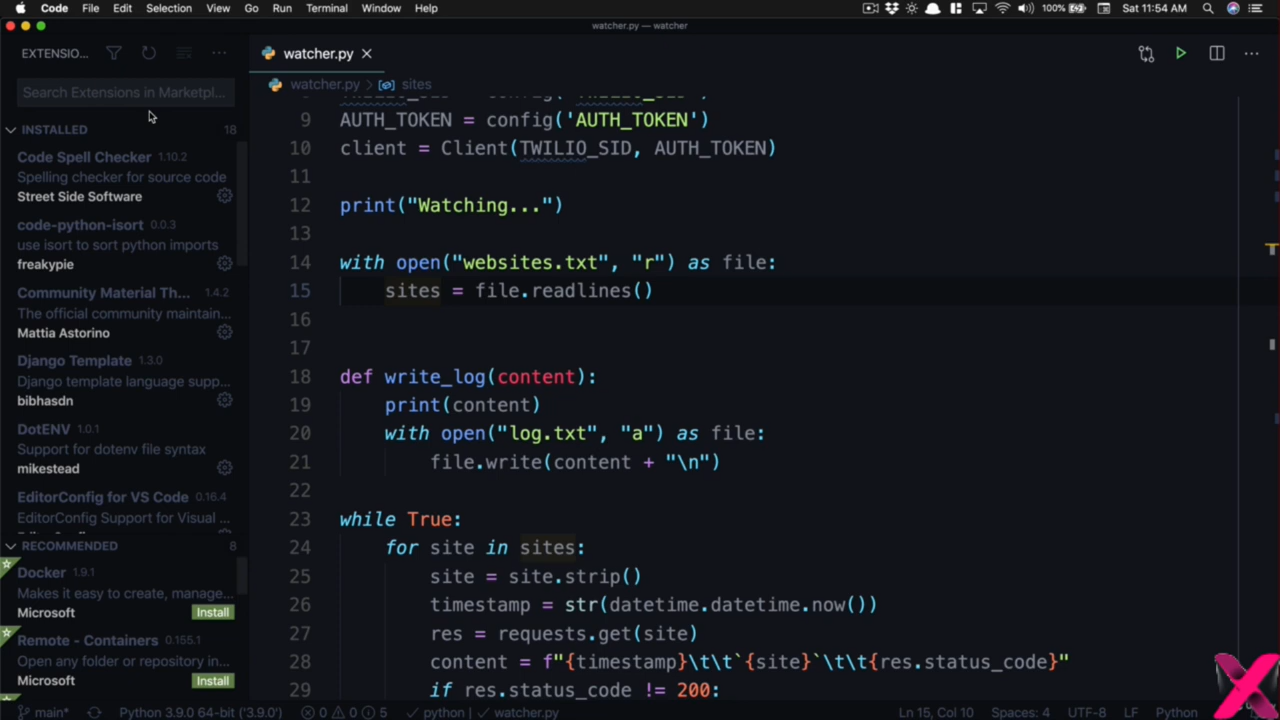 Code File Edit Selection View Go Run Terminal Window Help 100% Sat 11:54 AM
watcher.py — watcher
EXTENSIO...
watcher.py
watcher.py > sites
Search Extensions in Marketpl...
INSTALLED 18
Code Spell Checker 1.10.2
Spelling checker for source code
Street Side Software
code-python-isort 0.0.3
use isort to sort python imports
freakypie
Community Material Th... 1.4.2
The official community maintain...
Mattia Astorino
Django Template 1.3.0
Django template language supp...
bibhasdn
DotENV 1.0.1
Support for dotenv file syntax
mikestead
EditorConfig for VS Code 0.16.4
EditorConfig Support for Visual ...
RECOMMENDED 8
Docker 1.9.1
Makes it easy to create, manage...
Microsoft Install
Remote - Containers 0.155.1
Open any folder or repository in...
Microsoft Install
9 AUTH_TOKEN = config('AUTH_TOKEN')
10 client = Client(TWILIO_SID, AUTH_TOKEN)
11
12 print("Watching...")
13
14 with open("websites.txt", "r") as file:
15 sites = file.readlines()
16
17
18 def write_log(content):
19 print(content)
20 with open("log.txt", "a") as file:
21 file.write(content + "\n")
22
23 while True:
24 for site in sites:
25 site = site.strip()
26 timestamp = str(datetime.datetime.now())
27 res = requests.get(site)
28 content = f"{timestamp}\t\t`{site}`\t\t{res.status_code}"
29 if res.status_code != 200:
main* Python 3.9.0 64-bit ('3.9.0') 0 0 5 python | watcher.py Ln 15, Col 10 Spaces: 4 UTF-8 LF Python